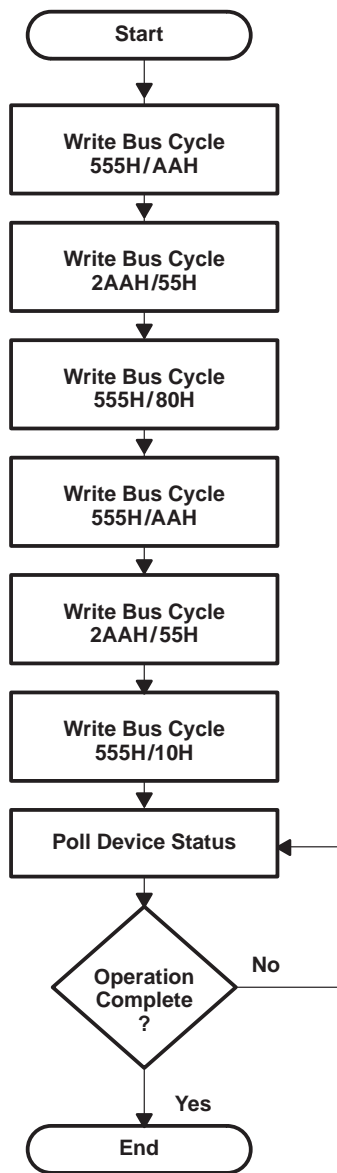 Start
Write Bus Cycle
555H/AAH
Write Bus Cycle
2AAH/55H
Write Bus Cycle
555H/80H
Write Bus Cycle
555H/AAH
Write Bus Cycle
2AAH/55H
Write Bus Cycle
555H/10H
Poll Device Status
Operation
Complete
?
No
Yes
End